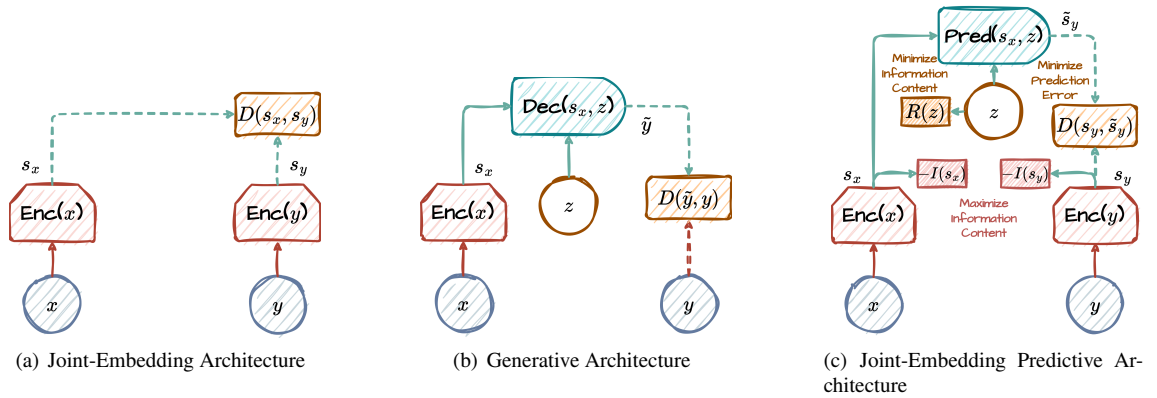 D(s_x, s_y)
s_x
s_y
Enc(x)
Enc(y)
x
y
(a) Joint-Embedding Architecture
Dec(s_x, z)
ỹ
s_x
Enc(x)
z
D(ỹ, y)
x
y
(b) Generative Architecture
s̃_y
Pred(s_x, z)
Minimize
Information
Content
Minimize
Prediction
Error
R(z)
z
D(s_y, s̃_y)
s_x
-I(s_x)
-I(s_y)
s_y
Enc(x)
Maximize
Information
Content
Enc(y)
x
y
(c) Joint-Embedding Predictive Ar-
chitecture